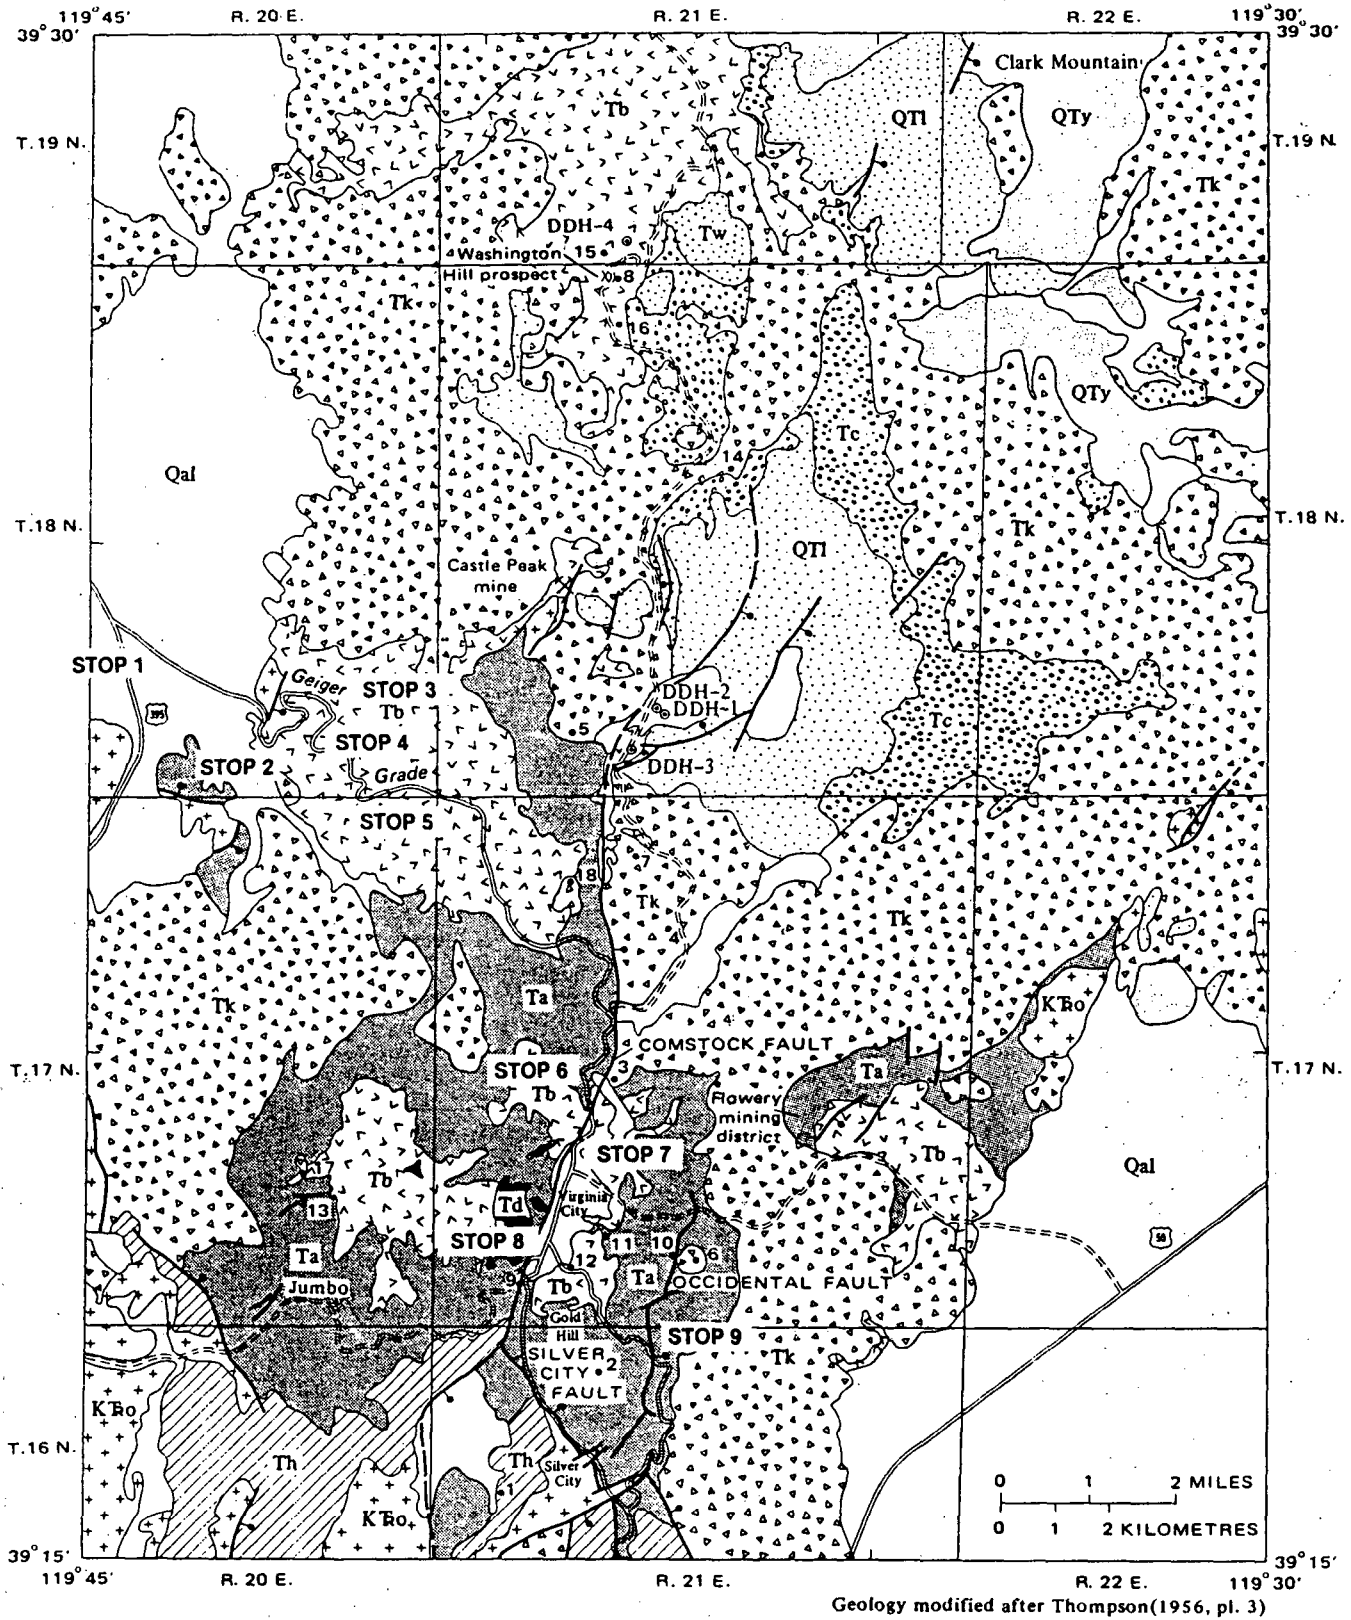 119°45'
R. 20 E.
R. 21 E.
R. 22 E.
119°30'
39°30'
39°30'
Clark Mountain
Tb
QTl
QTy
T.19 N.
T.19 N.
Tk
DDH-4
Tw
Washington 15
Hill prospect
8
Tk
16
QTy
Tc
14
Qal
T.18 N.
T.18 N.
Tk
QTl
Castle Peak
mine
STOP 1
Geiger
STOP 3
DDH-2
Tb
DDH-1
395
Tc
5
STOP 4
STOP 2
DDH-3
Grade
STOP 5
7
18
Tk
Tk
Ta
Tk
KTo
COMSTOCK FAULT
STOP 6
3
Ta
T.17 N.
T.17 N.
Tb
Flowery
mining
district
STOP 7
Tb
Qal
17
Tb
Td
Virginia
City
13
50
STOP 8
11
10
12
6
Ta
Ta
OCCIDENTAL FAULT
9
Tb
Jumbo
Gold
Hill
STOP 9
SILVER
CITY
2
FAULT
Tk
KTo
T.16 N.
Th
Th
Silver
City
1
KTo
0 1 2 MILES
0 1 2 KILOMETRES
39°15'
39°15'
119°45'
R. 20 E.
R. 21 E.
R. 22 E.
119°30'
Geology modified after Thompson(1956, pl. 3)